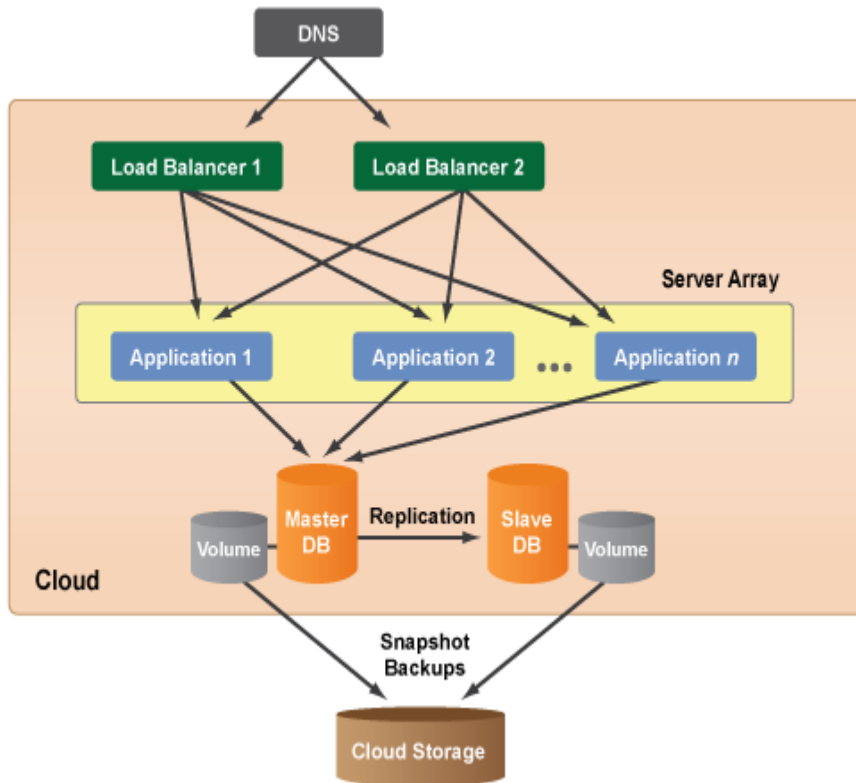 DNS
Load Balancer 1
Load Balancer 2
Server Array
Application 1
Application 2
...
Application n
Master
DB
Replication
Slave
DB
Volume
Volume
Cloud
Snapshot
Backups
Cloud Storage